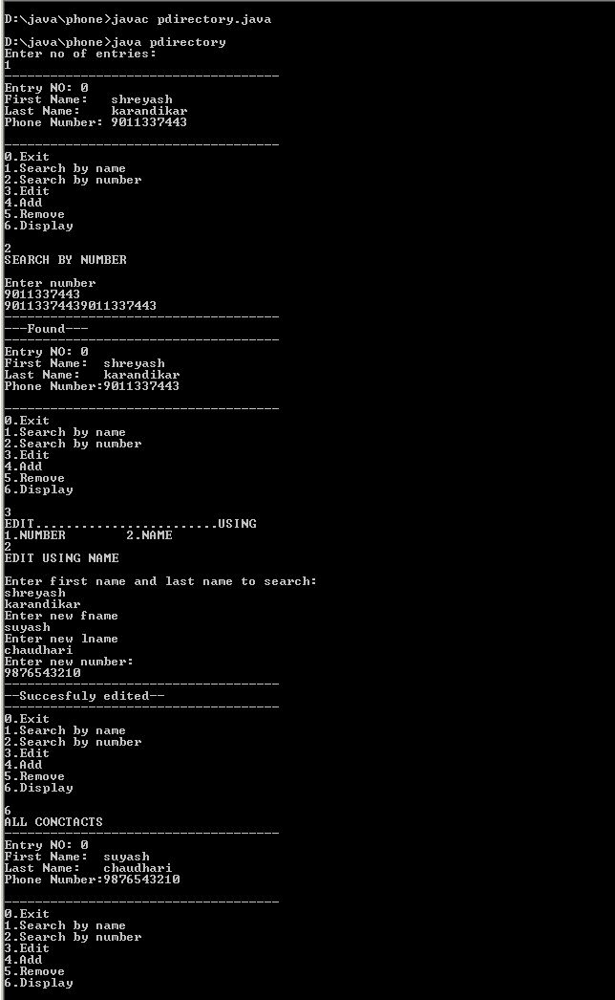 D:\java\phone>javac pdirectory.java
D:\java\phone>java pdirectory
Enter no of entries:
1
------------------------------------
Entry NO: 0
First Name:   shreyash
Last Name:    karandikar
Phone Number: 9011337443
------------------------------------
0.Exit
1.Search by name
2.Search by number
3.Edit
4.Add
5.Remove
6.Display
2
SEARCH BY NUMBER
Enter number
9011337443
90113374439011337443
------------------------------------
---Found---
------------------------------------
Entry NO: 0
First Name:  shreyash
Last Name:   karandikar
Phone Number:9011337443
------------------------------------
0.Exit
1.Search by name
2.Search by number
3.Edit
4.Add
5.Remove
6.Display
3
EDIT........................USING
1.NUMBER        2.NAME
2
EDIT USING NAME
Enter first name and last name to search:
shreyash
karandikar
Enter new fname
suyash
Enter new lname
chaudhari
Enter new number:
9876543210
------------------------------------
--Succesfuly edited--
------------------------------------
0.Exit
1.Search by name
2.Search by number
3.Edit
4.Add
5.Remove
6.Display
6
ALL CONCTACTS
------------------------------------
Entry NO: 0
First Name:  suyash
Last Name:   chaudhari
Phone Number:9876543210
------------------------------------
0.Exit
1.Search by name
2.Search by number
3.Edit
4.Add
5.Remove
6.Display